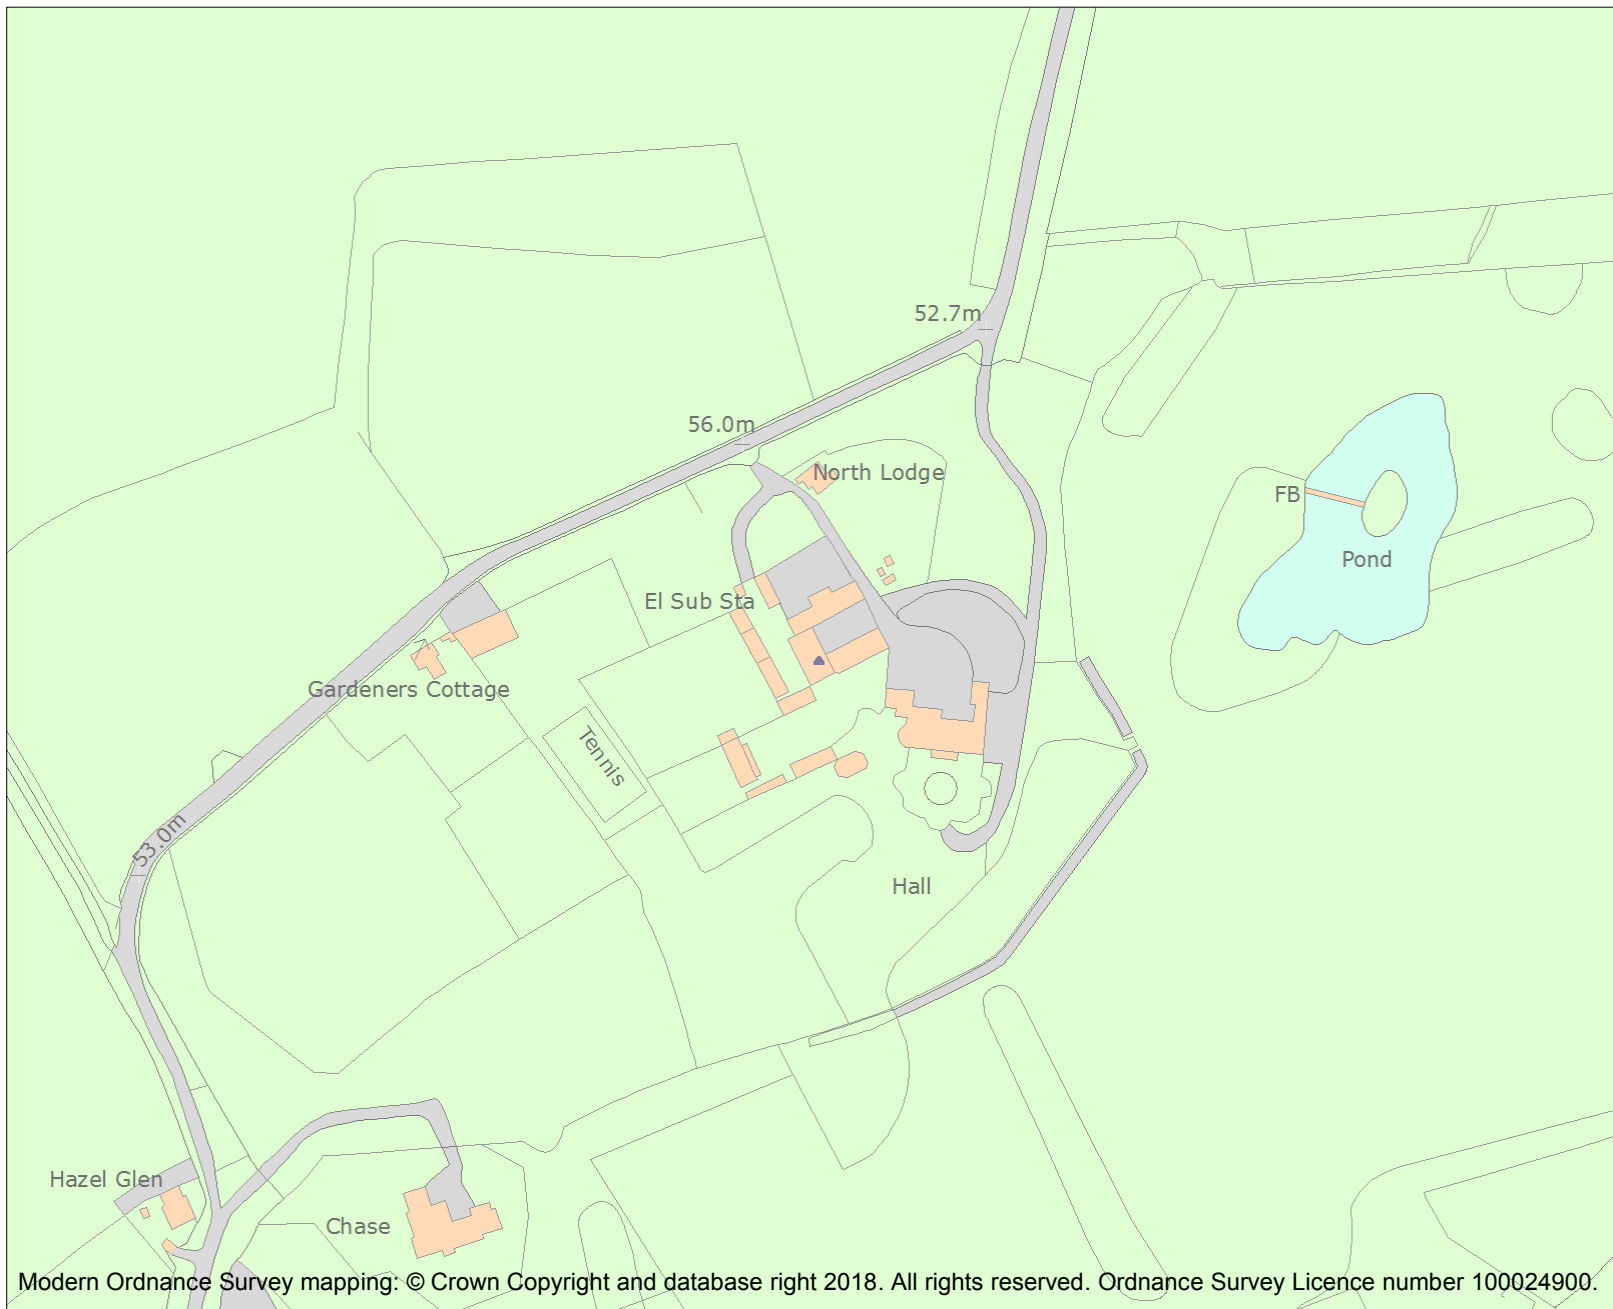 52.7m
56.0m
North Lodge
FB
Pond
El Sub Sta
Gardeners Cottage
Tennis
53.0m
Hall
Hazel Glen
Chase
Modern Ordnance Survey mapping: © Crown Copyright and database right 2018. All rights reserved. Ordnance Survey Licence number 100024900.